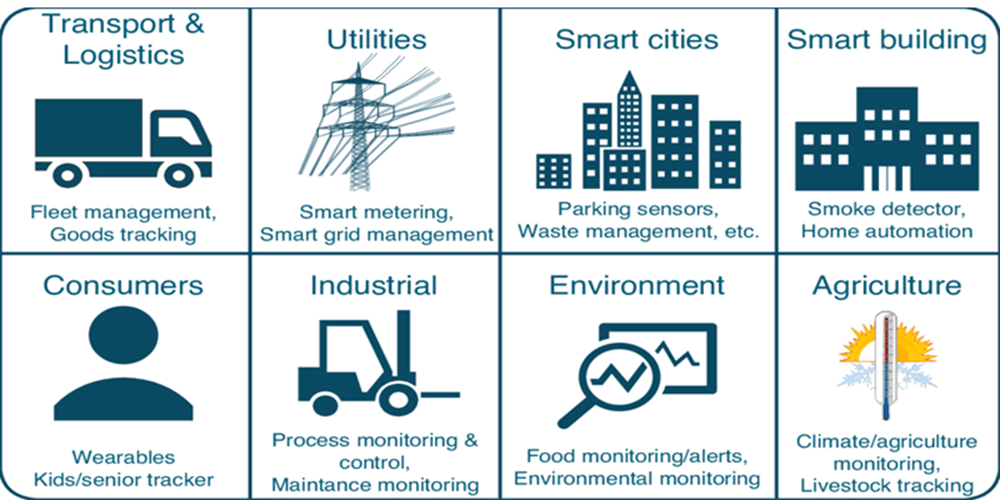 Transport &
Logistics
Fleet management,
Goods tracking
Utilities
Smart metering,
Smart grid management
Smart cities
Parking sensors,
Waste management, etc.
Smart building
Smoke detector,
Home automation
Consumers
Wearables
Kids/senior tracker
Industrial
Process monitoring &
control,
Maintance monitoring
Environment
Food monitoring/alerts,
Environmental monitoring
Agriculture
Climate/agriculture
monitoring,
Livestock tracking